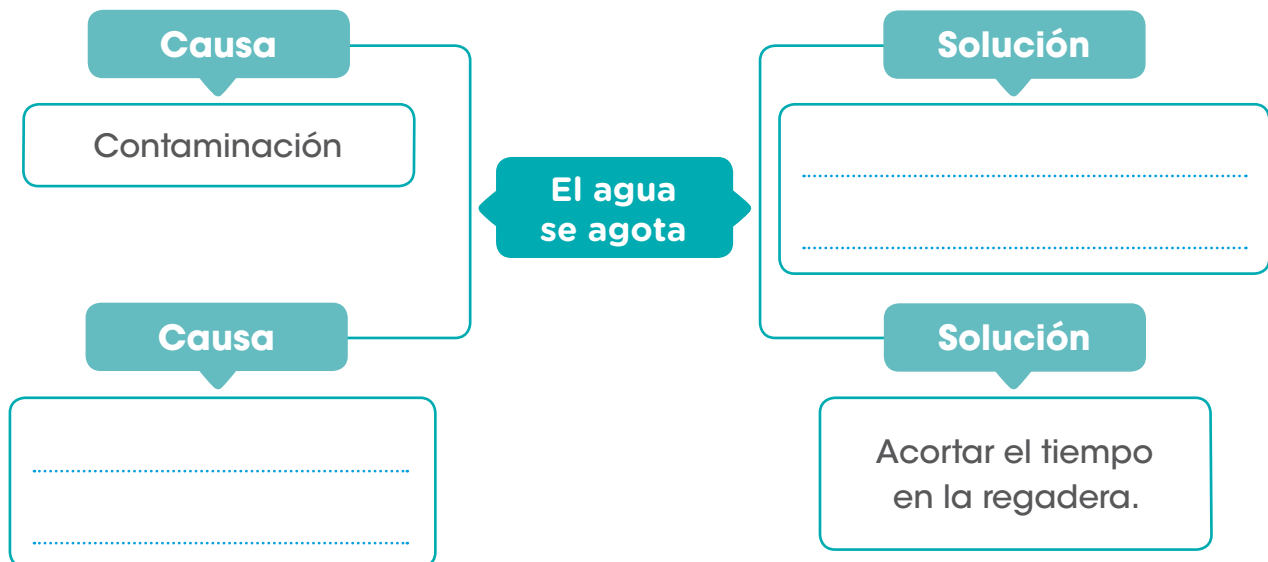 Causa
Contaminación
Causa
El agua
se agota
Solución
Solución
Acortar el tiempo
en la regadera.